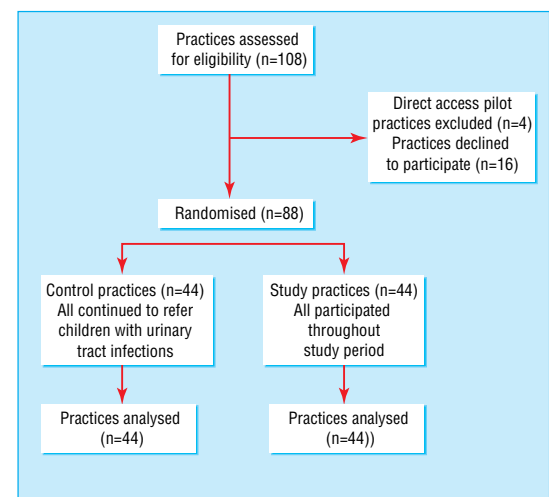 Practices assessed
for eligibility (n=108)
Direct access pilot
practices excluded (n=4)
Practices declined
to participate (n=16)
Randomised (n=88)
Control practices (n=44)
All continued to refer
children with urinary
tract infections
Study practices (n=44)
All participated
throughout
study period
Practices analysed
(n=44)
Practices analysed
(n=44))